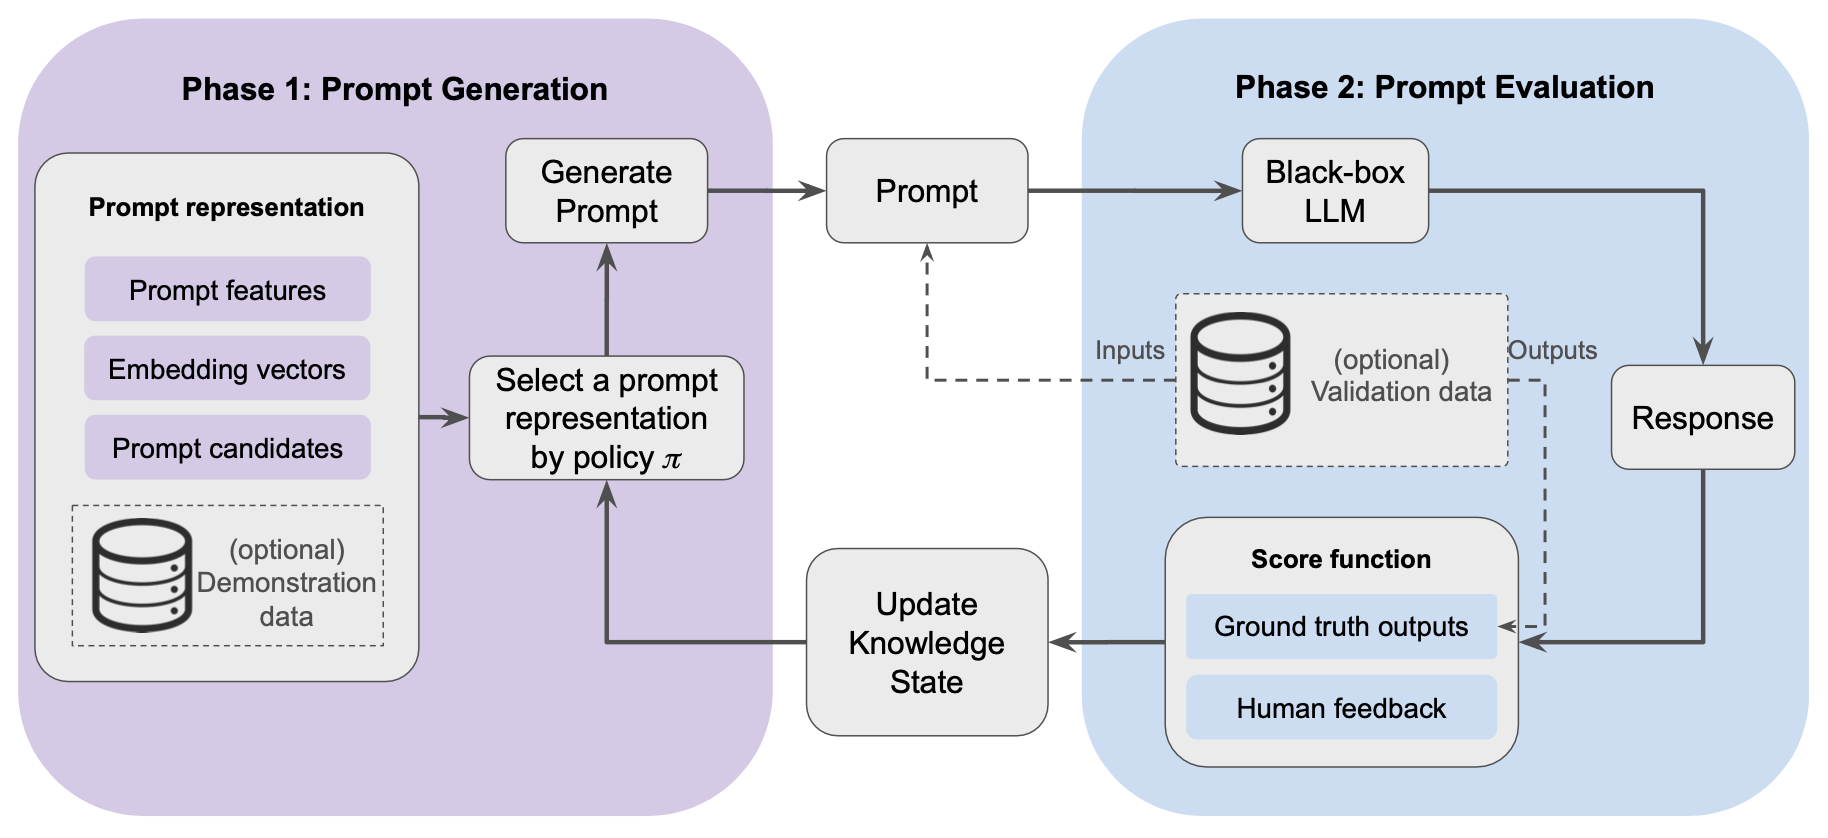 Phase 1: Prompt Generation
Prompt representation
Prompt features
Embedding vectors
Prompt candidates
(optional)
Demonstration
data
Generate
Prompt
Select a prompt
representation
by policy π
Prompt
Update
Knowledge
State
Phase 2: Prompt Evaluation
Black-box
LLM
Inputs
(optional)
Validation data
Outputs
Response
Score function
Ground truth outputs
Human feedback